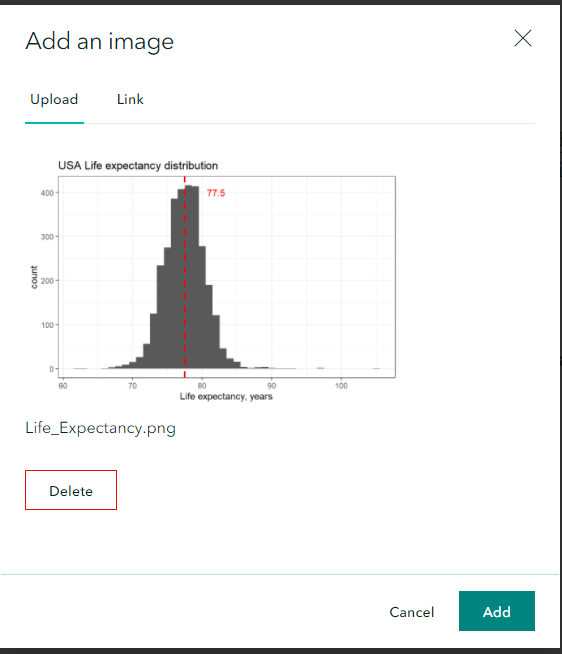 Add an image
Upload Link
USA Life expectancy distribution
77.5
400
300
200
100
0
count
60 70 80 90 100
Life expectancy, years
Life_Expectancy.png
Delete
Cancel Add